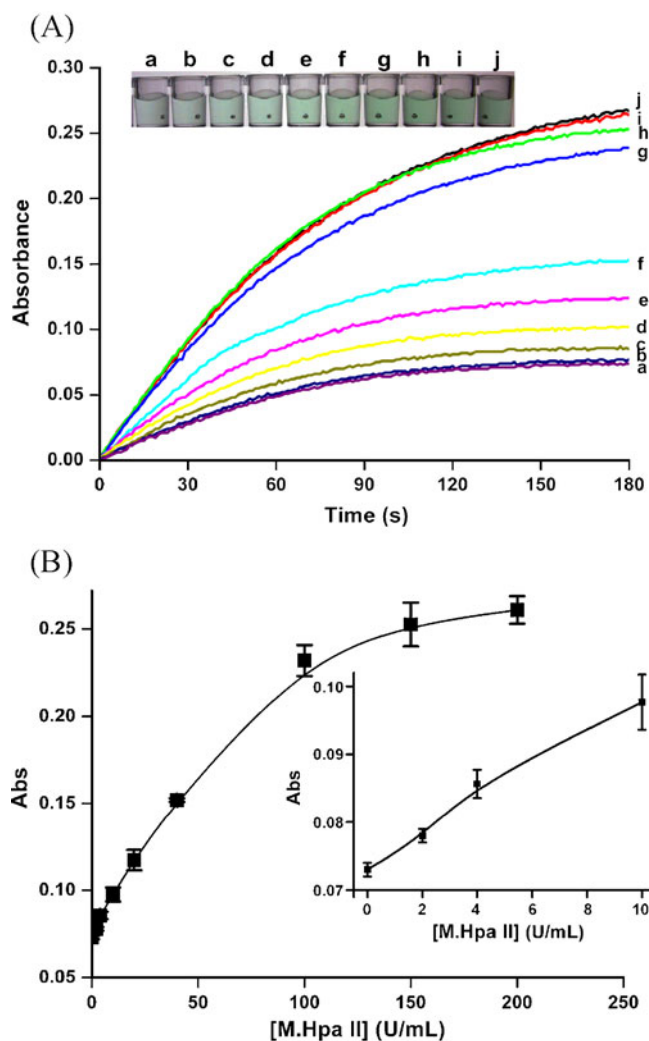 (A)
a b c d e f g h i j
0.30
0.25
0.20
0.15
0.10
0.05
0.00
Absorbance
j
i
h
g
f
e
d
c
b
a
0 30 60 90 120 150 180
Time (s)
(B)
0.25
0.20
0.15
0.10
0.05
Abs
0.10
0.09
0.08
0.07
Abs
0 2 4 6 8 10
[M.Hpa II] (U/mL)
0 50 100 150 200 250
[M.Hpa II] (U/mL)